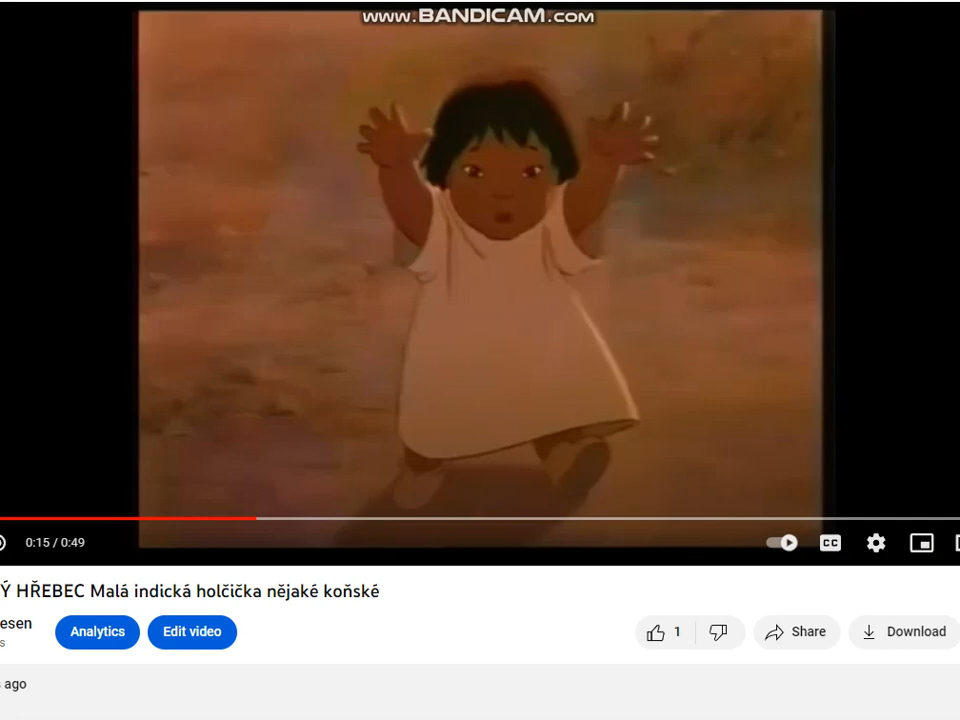 WWW.BANDICAM.COM
0:15 / 0:49
CC
Ý HŘEBEC Malá indická holčička nějaké koňské
esen
s
Analytics
Edit video
1
Share
Download
ago